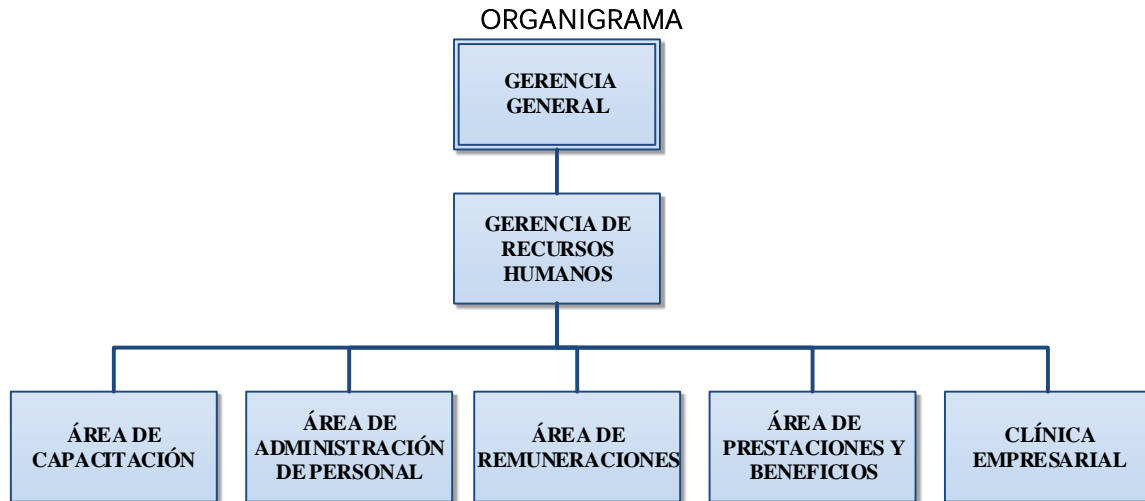 ORGANIGRAMA
GERENCIA
GENERAL
GERENCIA DE
RECURSOS
HUMANOS
ÁREA DE
CAPACITACIÓN
ÁREA DE
ADMINISTRACIÓN
DE PERSONAL
ÁREA DE
REMUNERACIONES
ÁREA DE
PRESTACIONES Y
BENEFICIOS
CLÍNICA
EMPRESARIAL